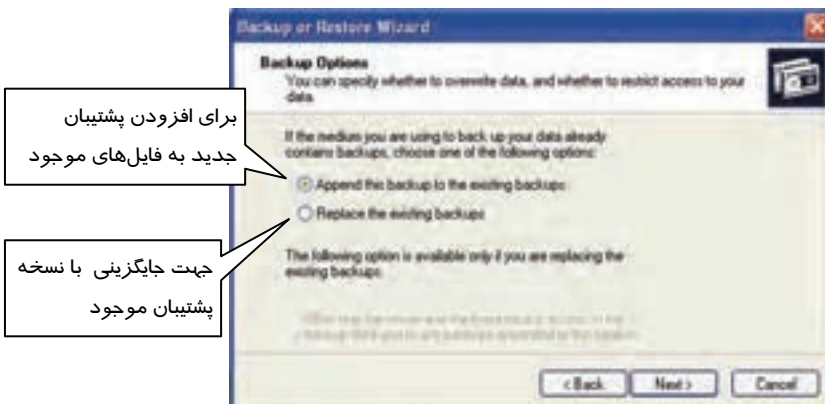 Backup or Restore Wizard
Backup Options
You can specify whether to overwrite data, and whether to restrict access to your
data.
برای افزودن پشتیبان
جدید به فایل‌های موجود
If the medium you are using to back up your data already
contains backups, choose one of the following options:
Append this backup to the existing backups
Replace the existing backups
جهت جایگزینی با نسخه
پشتیبان موجود
The following option is available only if you are replacing the
existing backups.
< Back
Next >
Cancel